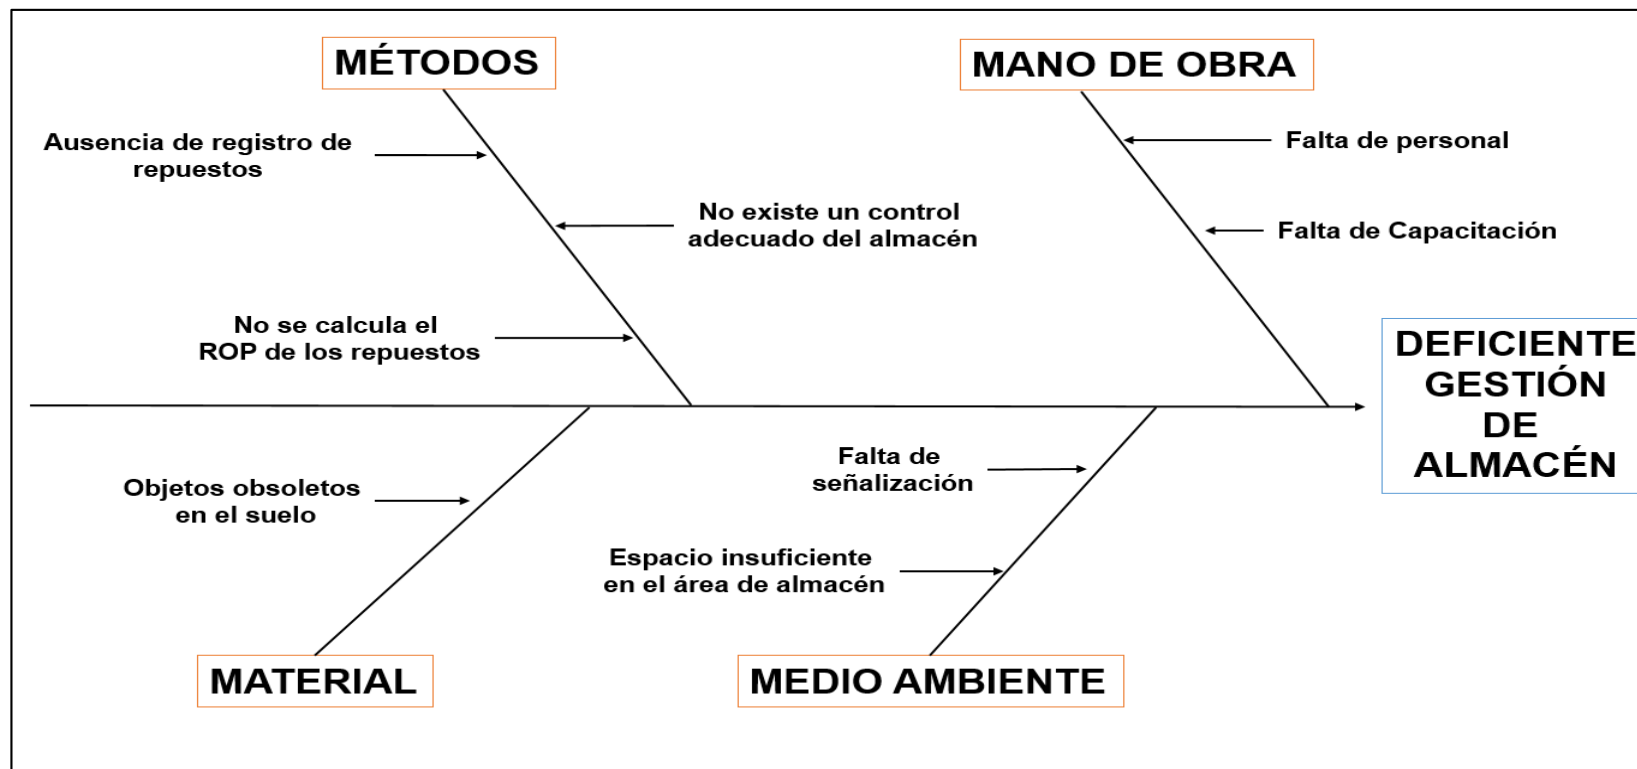 MÉTODOS
MANO DE OBRA
Ausencia de registro de
repuestos
Falta de personal
No existe un control
adecuado del almacén
Falta de Capacitación
No se calcula el
ROP de los repuestos
DEFICIENTE
GESTIÓN
DE
ALMACÉN
Falta de
señalización
Objetos obsoletos
en el suelo
Espacio insuficiente
en el área de almacén
MATERIAL
MEDIO AMBIENTE